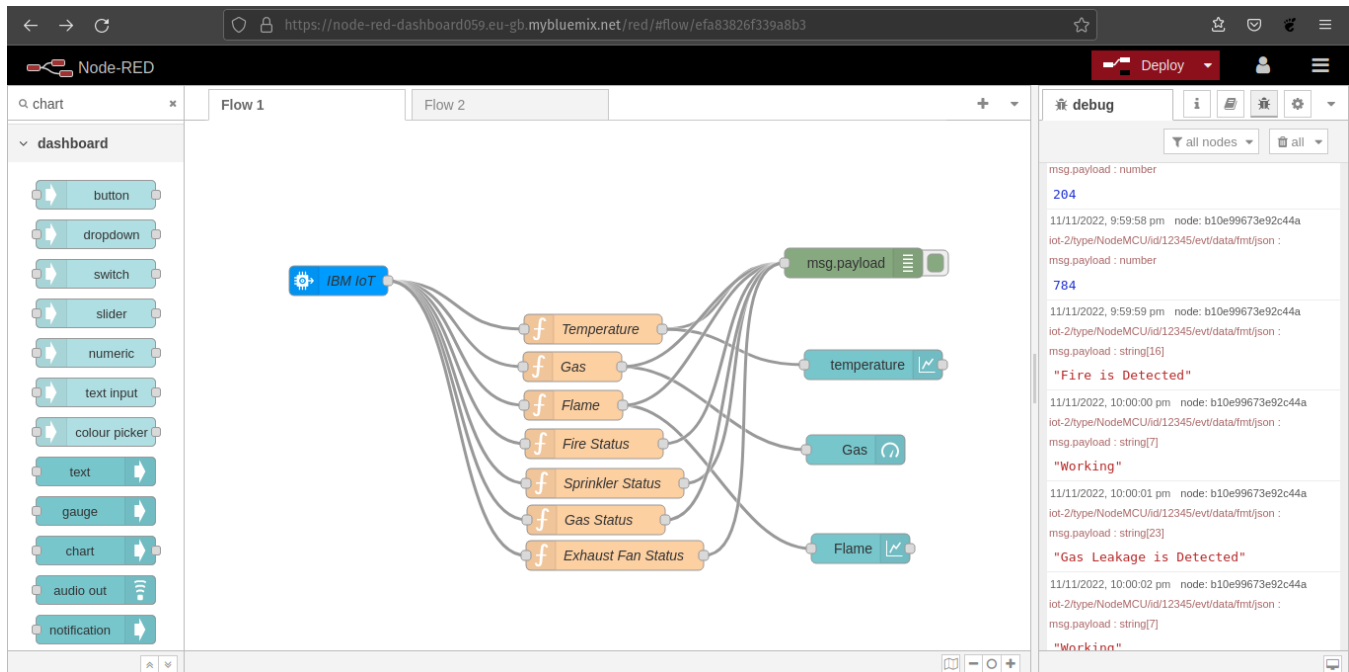 https://node-red-dashboard059.eu-gb.mybluemix.net/red/#flow/efa83826f339a8b3
Node-RED
Deploy
chart
Flow 1
Flow 2
debug
i
dashboard
all nodes
all
button
dropdown
switch
slider
numeric
text input
colour picker
text
gauge
chart
audio out
notification
IBM IoT
Temperature
Gas
Flame
Fire Status
Sprinkler Status
Gas Status
Exhaust Fan Status
msg.payload
temperature
Gas
Flame
msg.payload : number
204
11/11/2022, 9:59:58 pm node: b10e99673e92c44a
iot-2/type/NodeMCU/id/12345/evt/data/fmt/json :
msg.payload : number
784
11/11/2022, 9:59:59 pm node: b10e99673e92c44a
iot-2/type/NodeMCU/id/12345/evt/data/fmt/json :
msg.payload : string[16]
"Fire is Detected"
11/11/2022, 10:00:00 pm node: b10e99673e92c44a
iot-2/type/NodeMCU/id/12345/evt/data/fmt/json :
msg.payload : string[7]
"Working"
11/11/2022, 10:00:01 pm node: b10e99673e92c44a
iot-2/type/NodeMCU/id/12345/evt/data/fmt/json :
msg.payload : string[23]
"Gas Leakage is Detected"
11/11/2022, 10:00:02 pm node: b10e99673e92c44a
iot-2/type/NodeMCU/id/12345/evt/data/fmt/json :
msg.payload : string[7]
"Working"